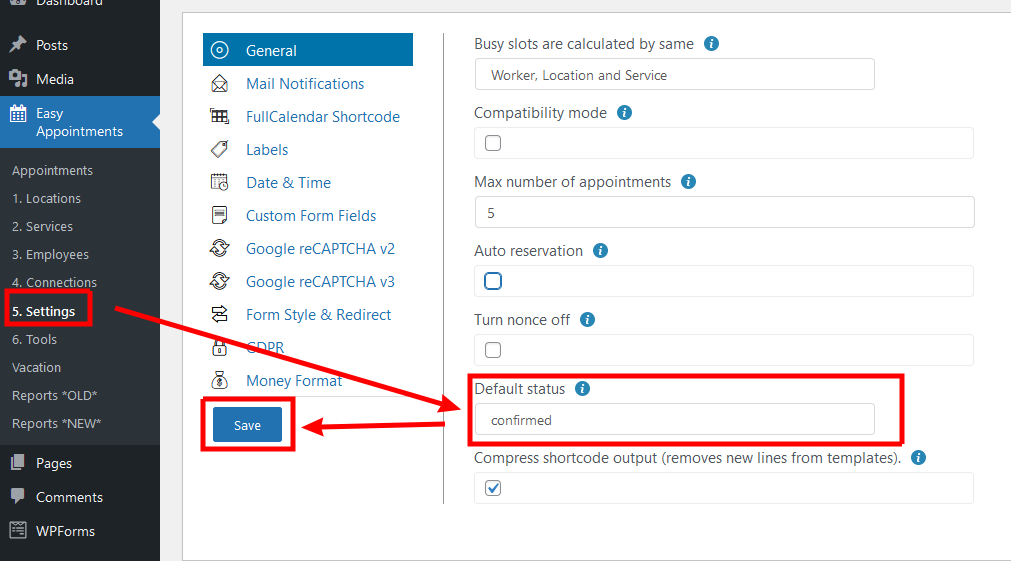 Dashboard
Posts
Media
Easy
Appointments
Appointments
1. Locations
2. Services
3. Employees
4. Connections
5. Settings
6. Tools
Vacation
Reports *OLD*
Reports *NEW*
Pages
Comments
WPForms
General
Mail Notifications
FullCalendar Shortcode
Labels
Date & Time
Custom Form Fields
Google reCAPTCHA v2
Google reCAPTCHA v3
Form Style & Redirect
GDPR
Money Format
Save
Busy slots are calculated by same
Worker, Location and Service
Compatibility mode
Max number of appointments
5
Auto reservation
Turn nonce off
Default status
confirmed
Compress shortcode output (removes new lines from templates).